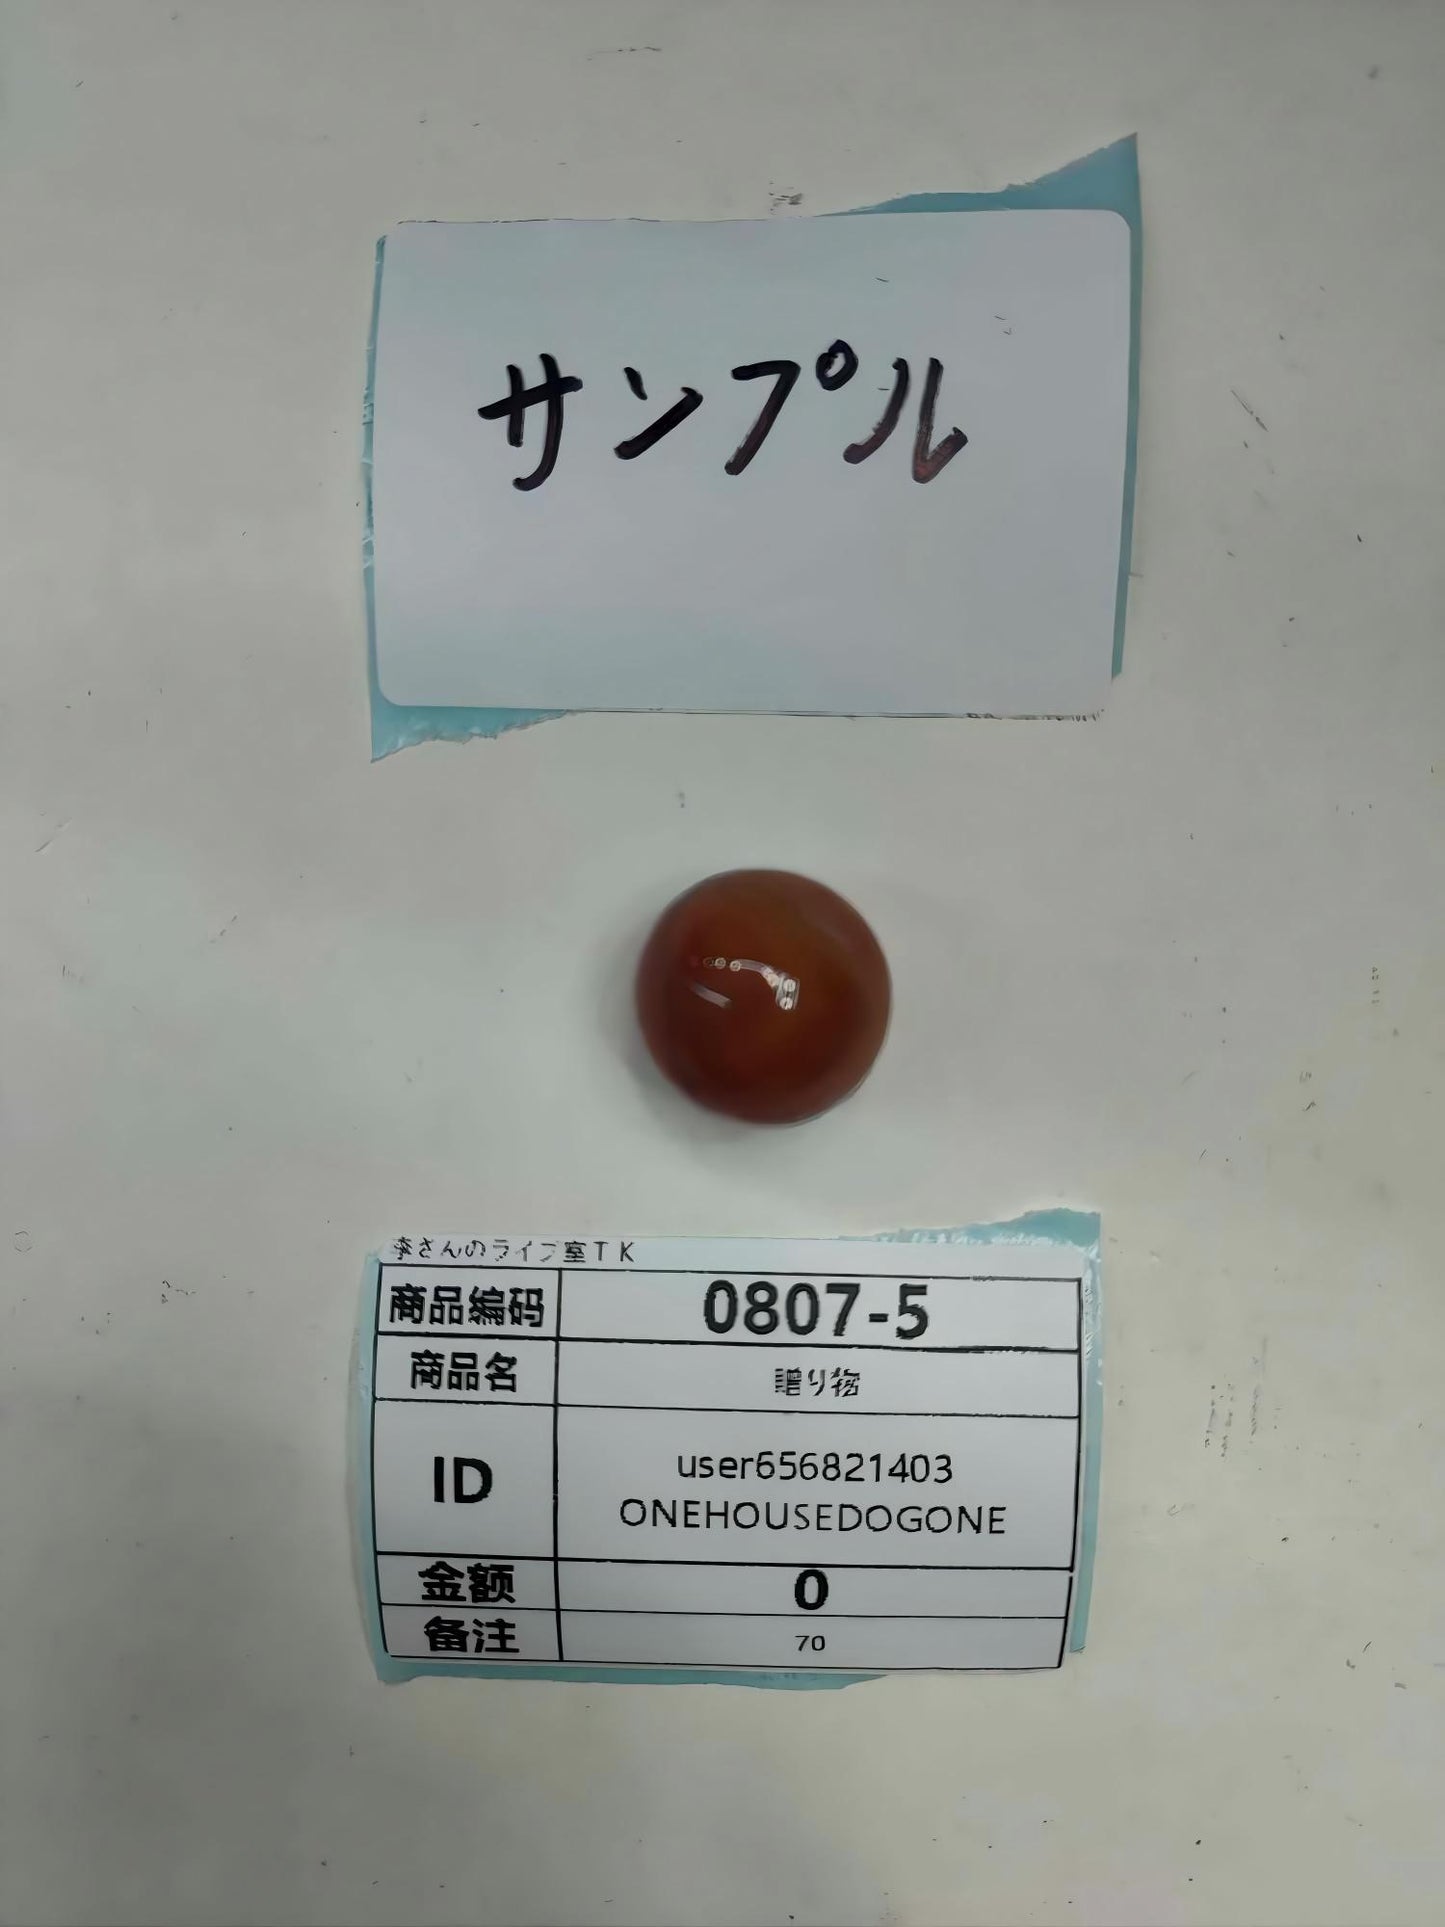 サンプル
李さんのライブ室TK
商品编码 0807-5
商品名 贈り物
ID user656821403
ONEHOUSEDOGONE
金额 0
备注 70